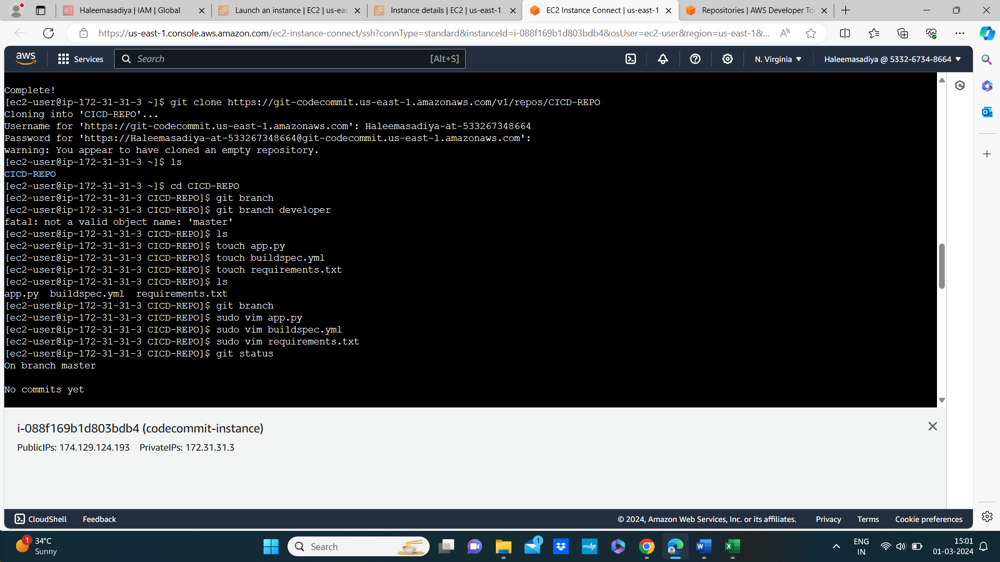 Haleemasadiya | IAM | Global
Launch an instance | EC2 | us-eas
Instance details | EC2 | us-east-1
EC2 Instance Connect | us-east-1
Repositories | AWS Developer To
https://us-east-1.console.aws.amazon.com/ec2-instance-connect/ssh?connType=standard&instanceId=i-088f169b1d803bdb4&osUser=ec2-user&region=us-east-1&...
aws
Services
Search
[Alt+S]
N. Virginia
Haleemasadiya @ 5332-6734-8664
Complete!
[ec2-user@ip-172-31-31-3 ~]$ git clone https://git-codecommit.us-east-1.amazonaws.com/v1/repos/CICD-REPO
Cloning into 'CICD-REPO'...
Username for 'https://git-codecommit.us-east-1.amazonaws.com': Haleemasadiya-at-533267348664
Password for 'https://Haleemasadiya-at-533267348664@git-codecommit.us-east-1.amazonaws.com':
warning: You appear to have cloned an empty repository.
[ec2-user@ip-172-31-31-3 ~]$ ls
CICD-REPO
[ec2-user@ip-172-31-31-3 ~]$ cd CICD-REPO
[ec2-user@ip-172-31-31-3 CICD-REPO]$ git branch
[ec2-user@ip-172-31-31-3 CICD-REPO]$ git branch developer
fatal: not a valid object name: 'master'
[ec2-user@ip-172-31-31-3 CICD-REPO]$ ls
[ec2-user@ip-172-31-31-3 CICD-REPO]$ touch app.py
[ec2-user@ip-172-31-31-3 CICD-REPO]$ touch buildspec.yml
[ec2-user@ip-172-31-31-3 CICD-REPO]$ touch requirements.txt
[ec2-user@ip-172-31-31-3 CICD-REPO]$ ls
app.py  buildspec.yml  requirements.txt
[ec2-user@ip-172-31-31-3 CICD-REPO]$ git branch
[ec2-user@ip-172-31-31-3 CICD-REPO]$ sudo vim app.py
[ec2-user@ip-172-31-31-3 CICD-REPO]$ sudo vim buildspec.yml
[ec2-user@ip-172-31-31-3 CICD-REPO]$ sudo vim requirements.txt
[ec2-user@ip-172-31-31-3 CICD-REPO]$ git status
On branch master
No commits yet
i-088f169b1d803bdb4 (codecommit-instance)
PublicIPs: 174.129.124.193    PrivateIPs: 172.31.31.3
CloudShell
Feedback
© 2024, Amazon Web Services, Inc. or its affiliates.
Privacy
Terms
Cookie preferences
1
34°C
Sunny
Search
1
myhp
W
X
ENG
IN
15:01
01-03-2024